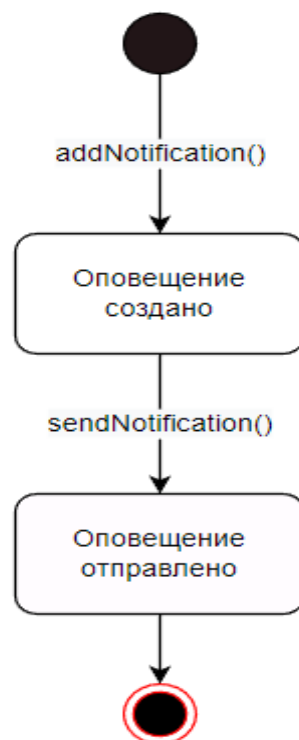 addNotification()
Оповещение
создано
sendNotification()
Оповещение
отправлено